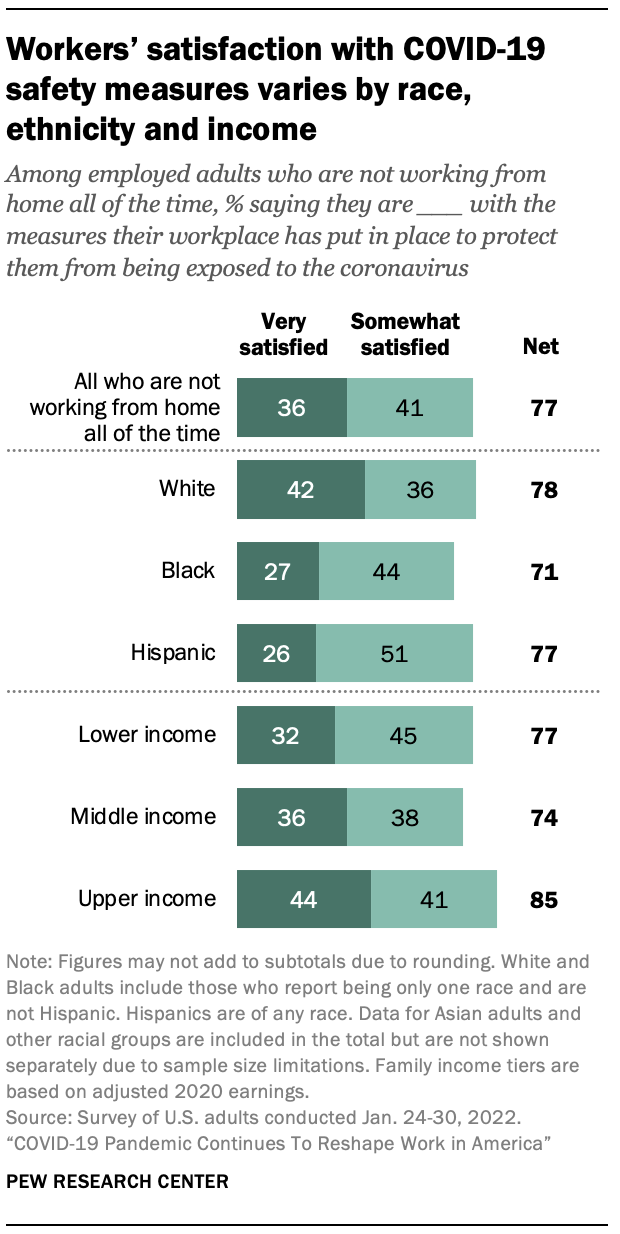 Workers’ satisfaction with COVID-19
safety measures varies by race,
ethnicity and income
Among employed adults who are not working from
home all of the time, % saying they are ____ with the
measures their workplace has put in place to protect
them from being exposed to the coronavirus
Very satisfied
Somewhat satisfied
Net
All who are not
working from home
all of the time
36 41 77
White 42 36 78
Black 27 44 71
Hispanic 26 51 77
Lower income 32 45 77
Middle income 36 38 74
Upper income 44 41 85
Note: Figures may not add to subtotals due to rounding. White and
Black adults include those who report being only one race and are
not Hispanic. Hispanics are of any race. Data for Asian adults and
other racial groups are included in the total but are not shown
separately due to sample size limitations. Family income tiers are
based on adjusted 2020 earnings.
Source: Survey of U.S. adults conducted Jan. 24-30, 2022.
“COVID-19 Pandemic Continues To Reshape Work in America”
PEW RESEARCH CENTER